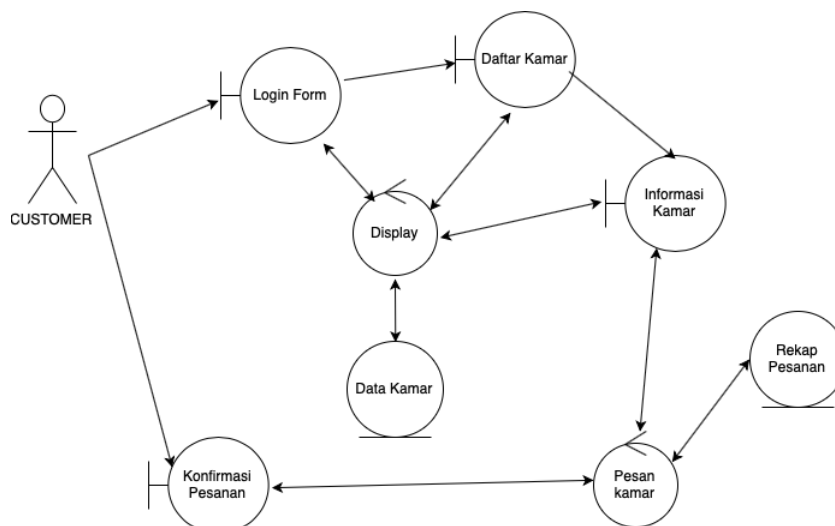 Daftar Kamar
Login Form
CUSTOMER
Informasi
Kamar
Display
Rekap
Pesanan
Data Kamar
Konfirmasi
Pesanan
Pesan
kamar